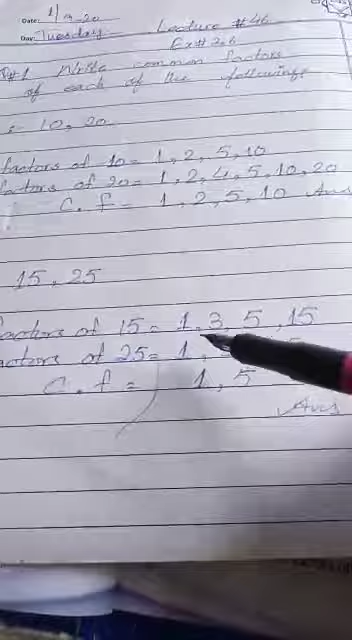 Date: 1/9-20
Day: Tuesday Lecture #46
Ex# 2.6
Q#1 Write common factors
of each of the followings
10, 20
factors of 10 = 1, 2, 5, 10
factors of 20 = 1, 2, 4, 5, 10, 20
C.f = 1, 2, 5, 10 Ans
15, 25
factors of 15 = 1, 3, 5, 15
factors of 25 = 1,
C.f = 1, 5
Ans